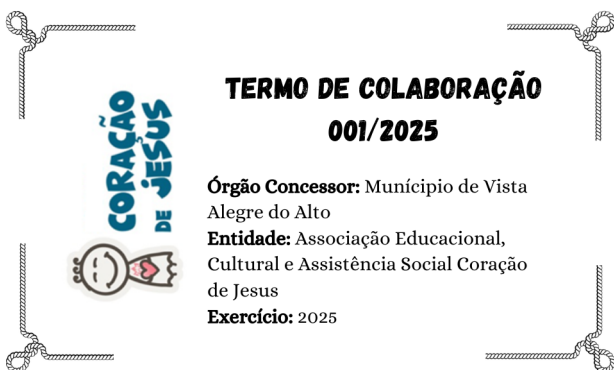 CORAÇÃO
DE JESUS
TERMO DE COLABORAÇÃO
001/2025
Órgão Concessor: Munícipio de Vista
Alegre do Alto
Entidade: Associação Educacional,
Cultural e Assistência Social Coração
de Jesus
Exercício: 2025